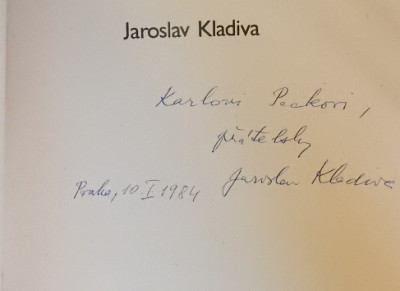 Jaroslav Kladiva
Karlovi Peckovi,
přátelsky
Jaroslav Kladiva
Praha, 10 I 1984